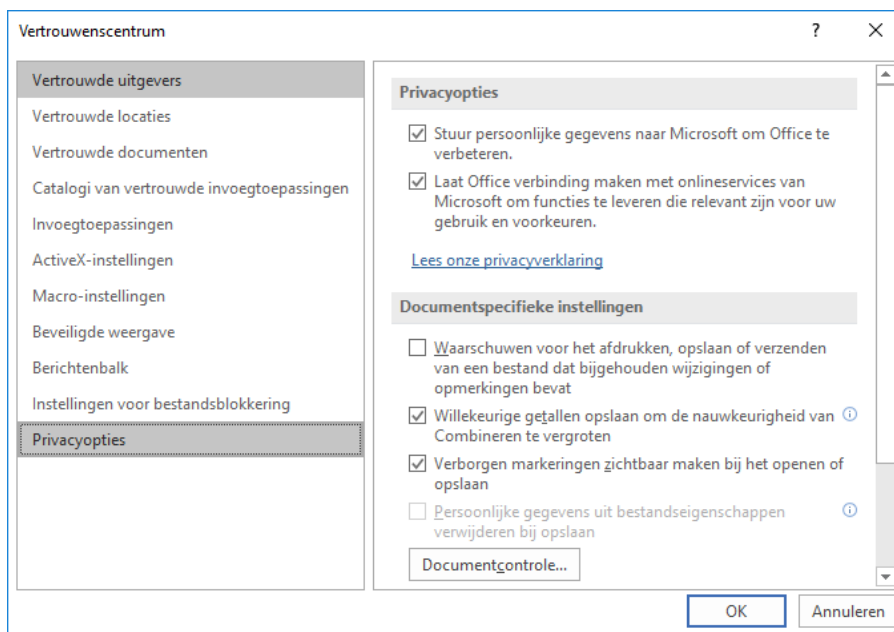 Vertrouwenscentrum
?
Vertrouwde uitgevers
Vertrouwde locaties
Vertrouwde documenten
Catalogi van vertrouwde invoegtoepassingen
Invoegtoepassingen
ActiveX-instellingen
Macro-instellingen
Beveiligde weergave
Berichtenbalk
Instellingen voor bestandsblokkering
Privacyopties
Privacyopties
Stuur persoonlijke gegevens naar Microsoft om Office te
verbeteren.
Laat Office verbinding maken met onlineservices van
Microsoft om functies te leveren die relevant zijn voor uw
gebruik en voorkeuren.
Lees onze privacyverklaring
Documentspecifieke instellingen
Waarschuwen voor het afdrukken, opslaan of verzenden
van een bestand dat bijgehouden wijzigingen of
opmerkingen bevat
Willekeurige getallen opslaan om de nauwkeurigheid van
Combineren te vergroten
Verborgen markeringen zichtbaar maken bij het openen of
opslaan
Persoonlijke gegevens uit bestandseigenschappen
verwijderen bij opslaan
Documentcontrole...
OK
Annuleren